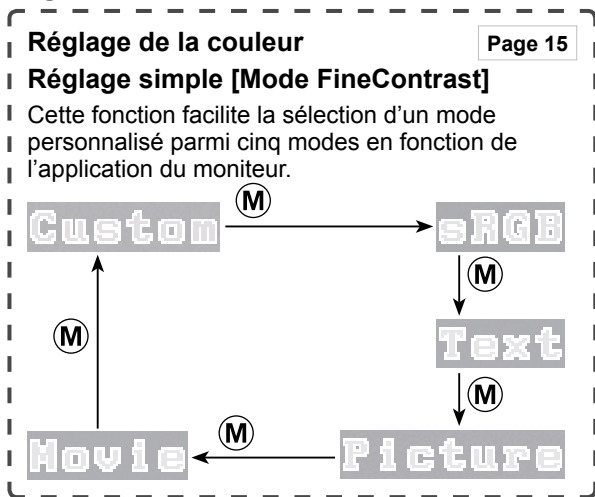 Réglage de la couleur
Page 15
Réglage simple [Mode FineContrast]
Cette fonction facilite la sélection d'un mode
personnalisé parmi cinq modes en fonction de
l'application du moniteur.
M
Custom
sRGB
M
M
Text
M
M
Movie
Picture